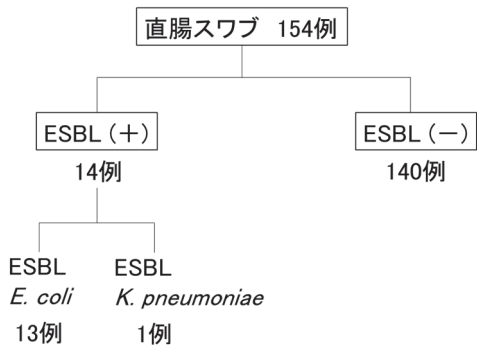 直腸スワブ 154例
ESBL(＋)
ESBL(－)
14例
140例
ESBL
E. coli
13例
ESBL
K. pneumoniae
1例